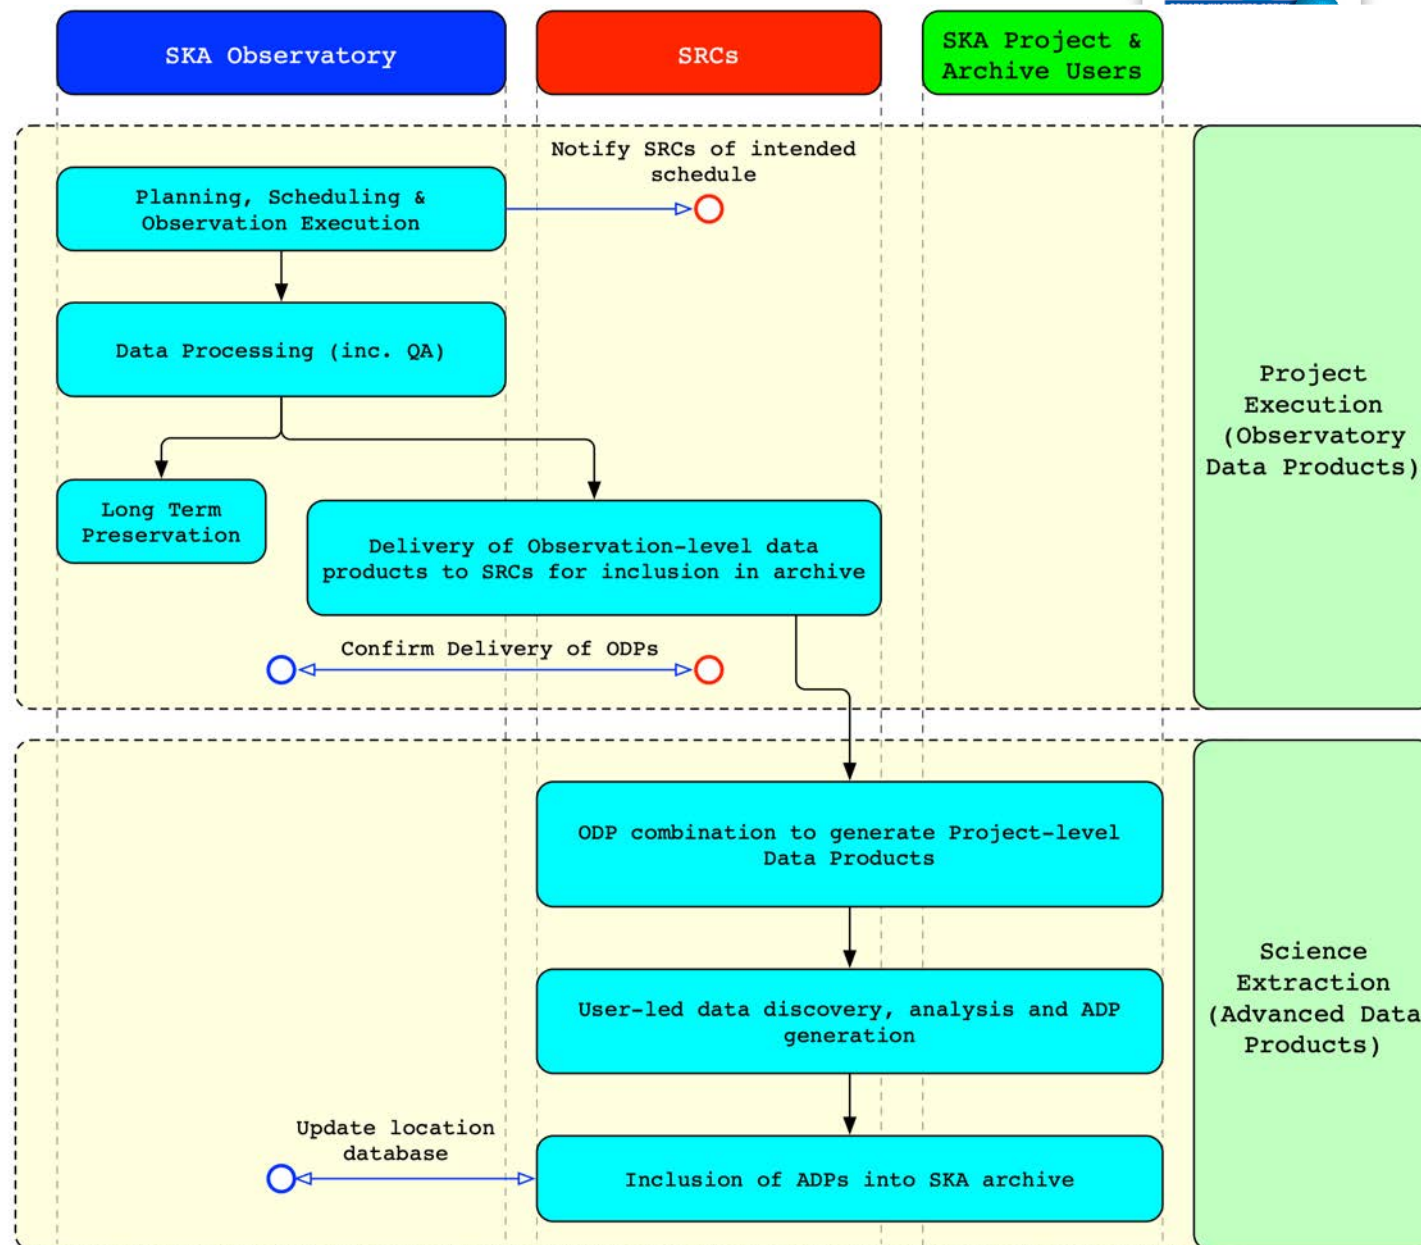 SKA Observatory
SRCs
SKA Project &
Archive Users
Notify SRCs of intended
schedule
Planning, Scheduling &
Observation Execution
Data Processing (inc. QA)
Project
Execution
(Observatory
Data Products)
Long Term
Preservation
Delivery of Observation-level data
products to SRCs for inclusion in archive
Confirm Delivery of ODPs
ODP combination to generate Project-level
Data Products
Science
Extraction
(Advanced Data
Products)
User-led data discovery, analysis and ADP
generation
Update location
database
Inclusion of ADPs into SKA archive